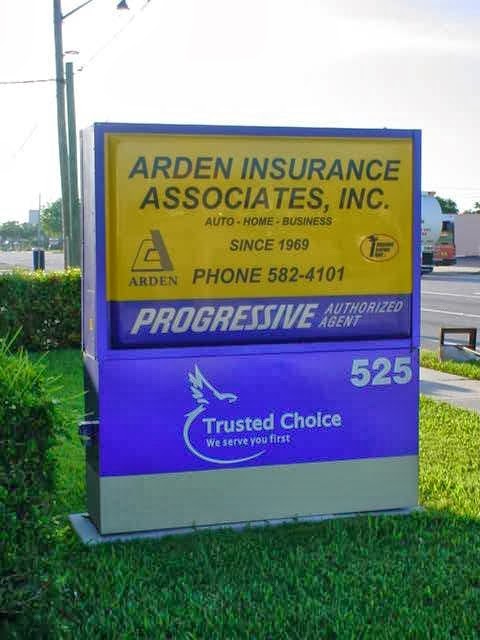 ARDEN INSURANCE
ASSOCIATES, INC.
AUTO - HOME - BUSINESS
SINCE 1969
ARDEN
PHONE 582-4101
PROGRESSIVE AUTHORIZED
AGENT
525
Trusted Choice
We serve you first